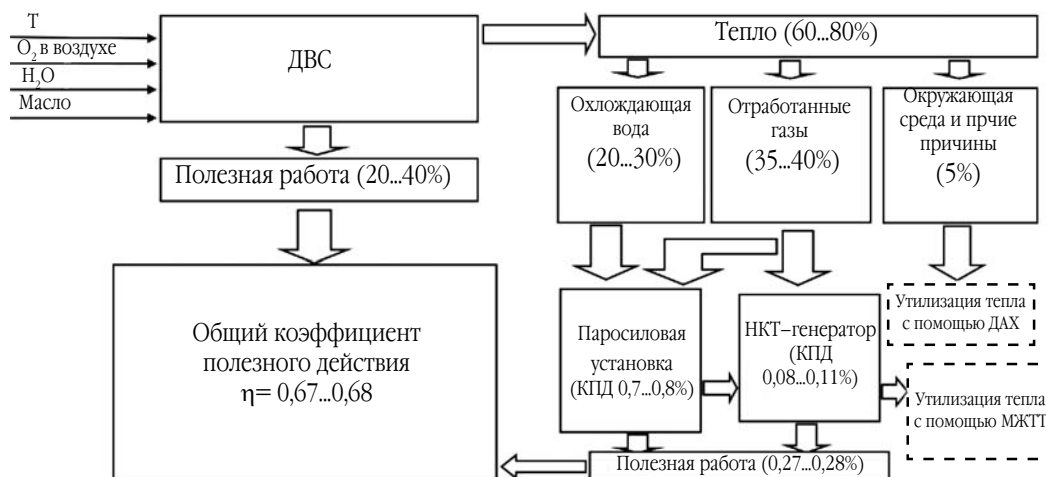 Т
O₂ в воздухе
H₂O
Масло
ДВС
Тепло (60...80%)
Полезная работа (20...40%)
Охлождающая
вода
(20...30%)
Отработанные
газы
(35...40%)
Окружающая
среда и прчие
причины
(5%)
Общий коэффициент
полезного действия
η= 0,67...0,68
Паросиловая
установка
(КПД 0,7...0,8%)
НКТ–генератор
(КПД
0,08...0,11%)
Утилизация тепла
с помощью ДАХ
Утилизация тепла
с помощью МЖТТ
Полезная работа (0,27...0,28%)